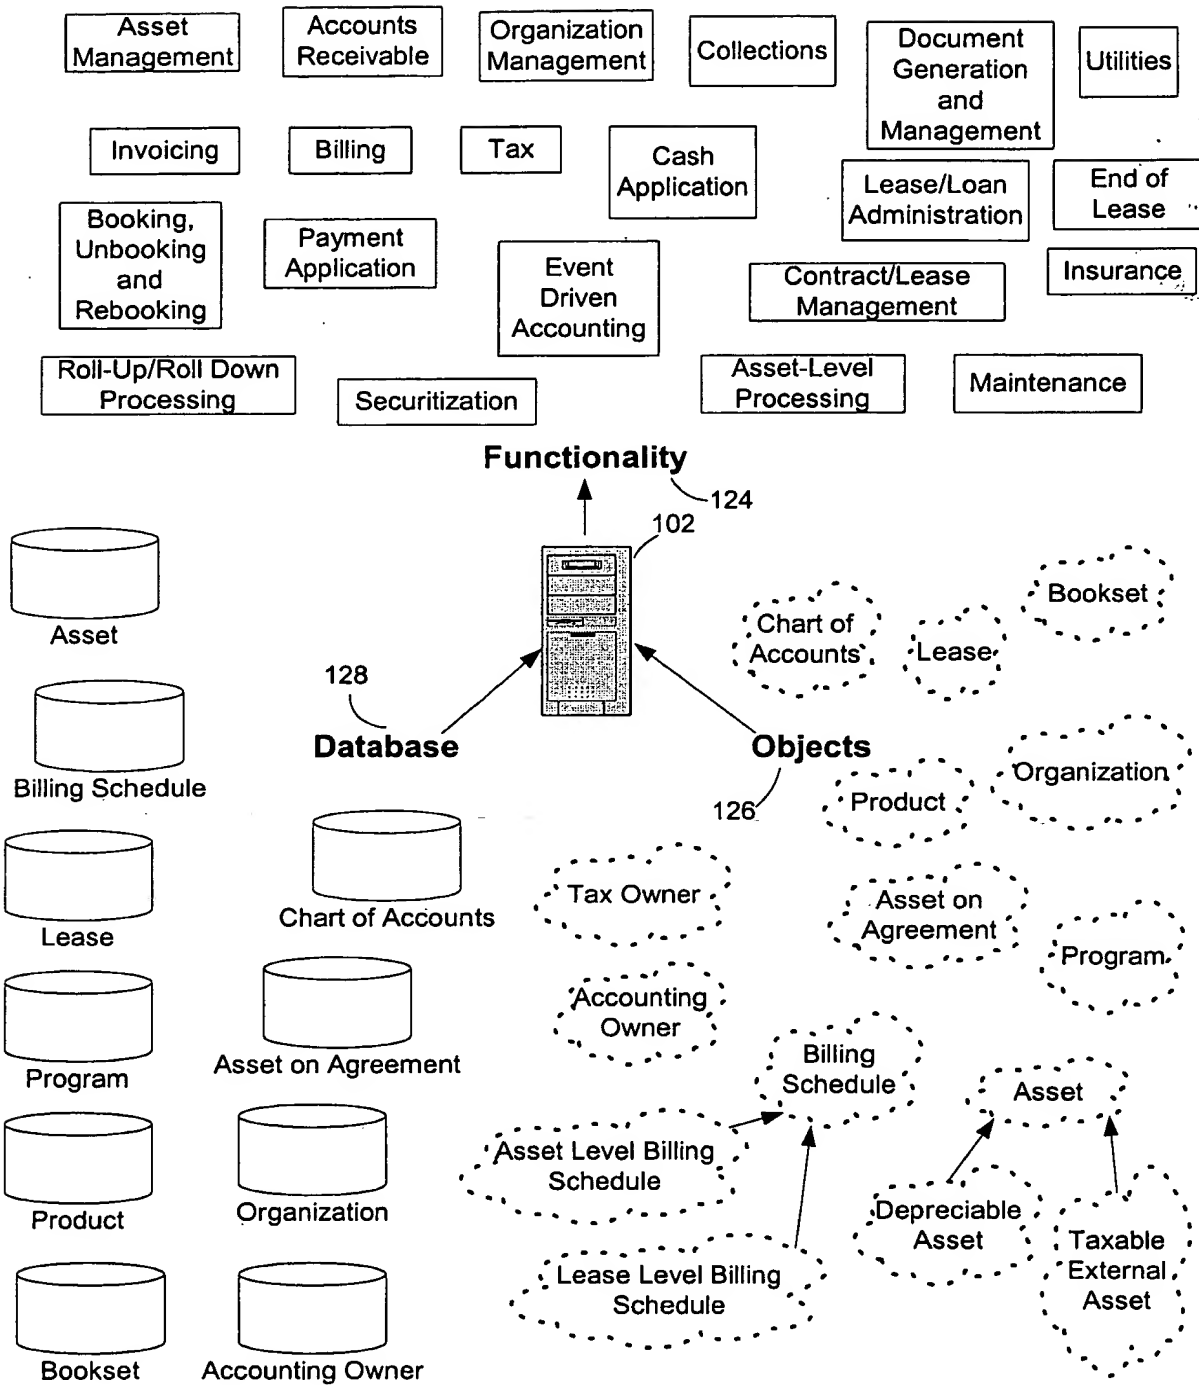 Asset
Management
Accounts
Receivable
Organization
Management
Collections
Document
Generation
and
Management
Utilities
Invoicing
Billing
Tax
Cash
Application
Lease/Loan
Administration
End of
Lease
Booking,
Unbooking
and
Rebooking
Payment
Application
Event
Driven
Accounting
Contract/Lease
Management
Insurance
Roll-Up/Roll Down
Processing
Securitization
Asset-Level
Processing
Maintenance
Functionality
124
102
128
Database
Objects
126
Asset
Billing Schedule
Lease
Chart of Accounts
Program
Asset on Agreement
Product
Organization
Bookset
Accounting Owner
Chart of
Accounts
Lease
Bookset
Product
Organization
Tax Owner
Asset on
Agreement
Program
Accounting
Owner
Billing
Schedule
Asset
Asset Level Billing
Schedule
Depreciable
Asset
Taxable
External
Asset
Lease Level Billing
Schedule